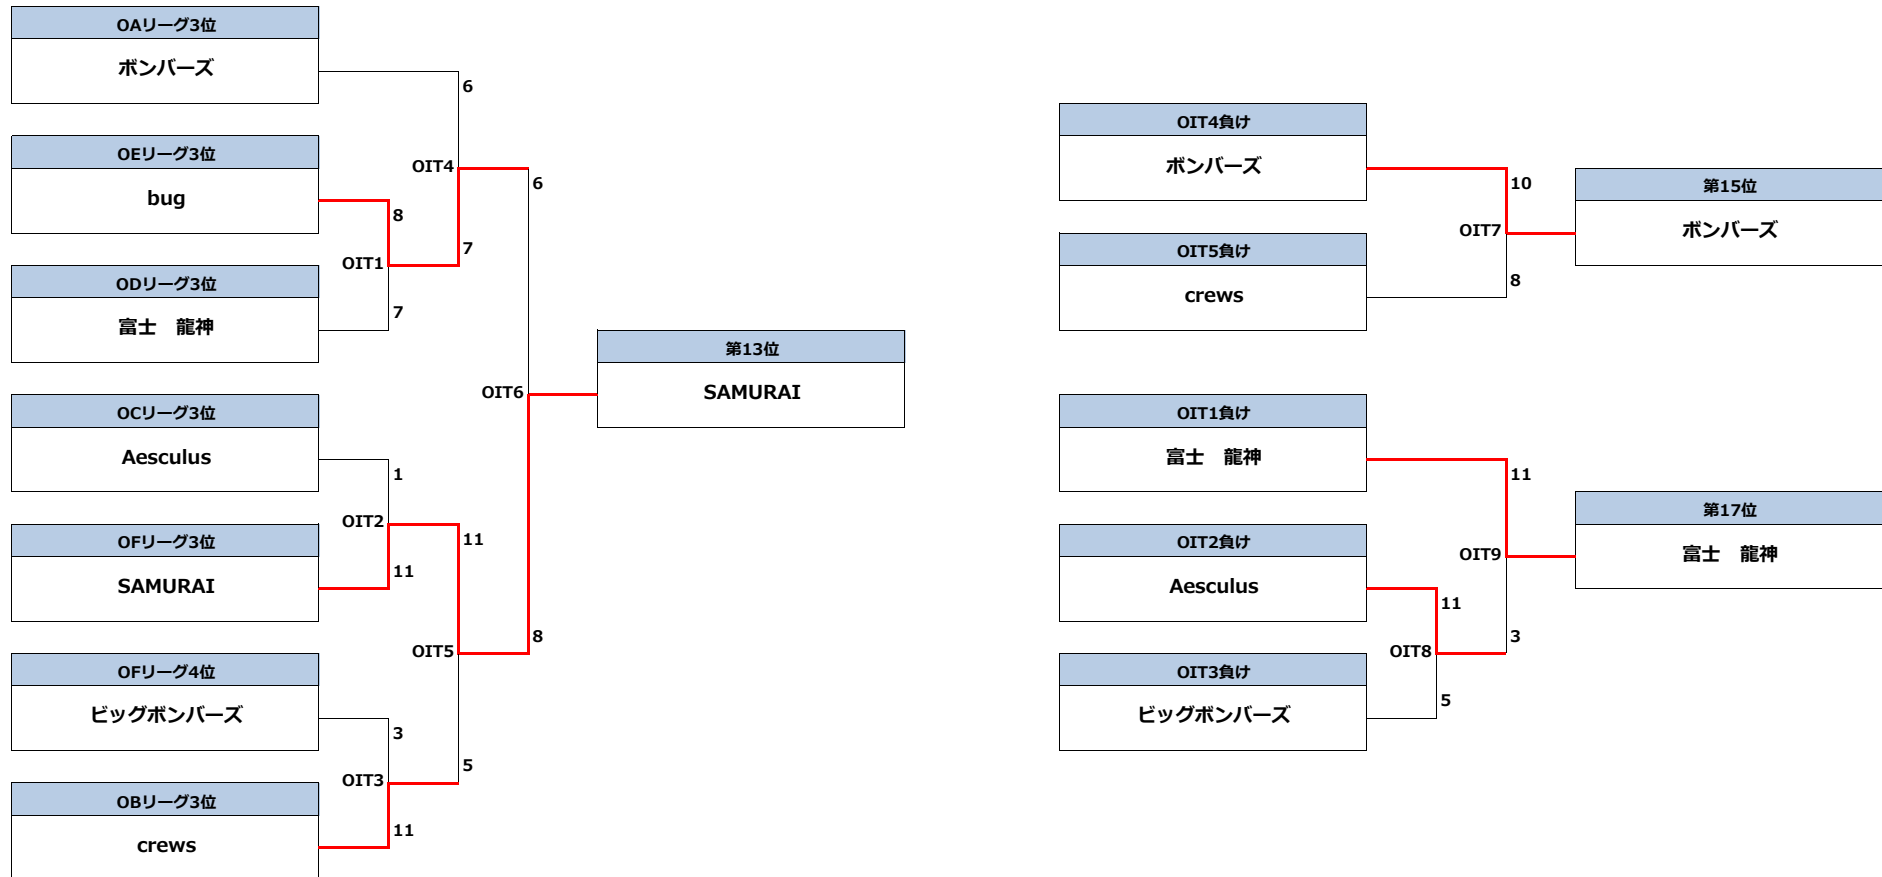 OAリーグ3位
ボンバーズ
6
OEリーグ3位
bug
OIT4
6
8
7
OIT1
ODリーグ3位
富士　龍神
7
第13位
SAMURAI
OIT6
OCリーグ3位
Aesculus
1
OIT2
11
OFリーグ3位
SAMURAI
11
8
OIT5
OFリーグ4位
ビッグボンバーズ
3
5
OIT3
OBリーグ3位
crews
11
OIT4負け
ボンバーズ
10
第15位
ボンバーズ
OIT7
OIT5負け
crews
8
OIT1負け
富士　龍神
11
第17位
富士　龍神
OIT9
OIT2負け
Aesculus
11
3
OIT8
OIT3負け
ビッグボンバーズ
5